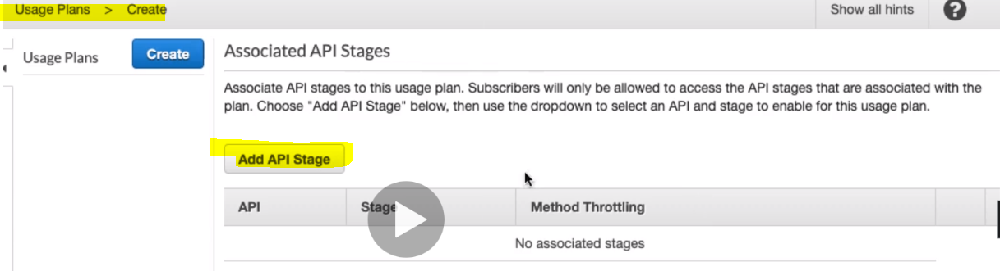 Usage Plans > Create
Show all hints
?
Usage Plans
Create
Associated API Stages
Associate API stages to this usage plan. Subscribers will only be allowed to access the API stages that are associated with the
plan. Choose "Add API Stage" below, then use the dropdown to select an API and stage to enable for this usage plan.
Add API Stage
API Stage Method Throttling
No associated stages